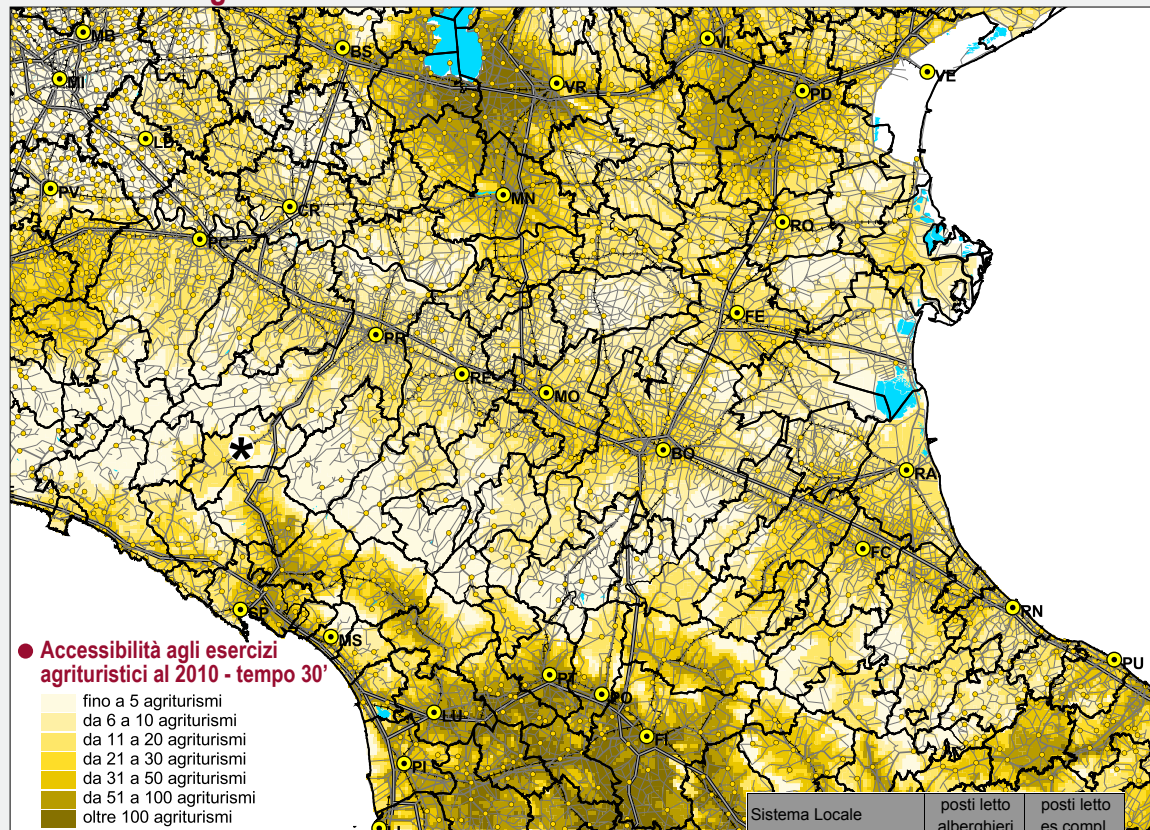 MB
BS
VI
MI
VR
PD
VE
PV
CR
MN
RO
PC
FE
PR
RE
MO
*
BO
RA
FC
SP
RN
MS
PU
● Accessibilità agli esercizi
agrituristici al 2010 - tempo 30'
fino a 5 agriturismi
da 6 a 10 agriturismi
da 11 a 20 agriturismi
da 21 a 30 agriturismi
da 31 a 50 agriturismi
da 51 a 100 agriturismi
oltre 100 agriturismi
PT
PO
LU
FI
PI
Sistema Locale
posti letto
alberghieri
posti letto
es compl